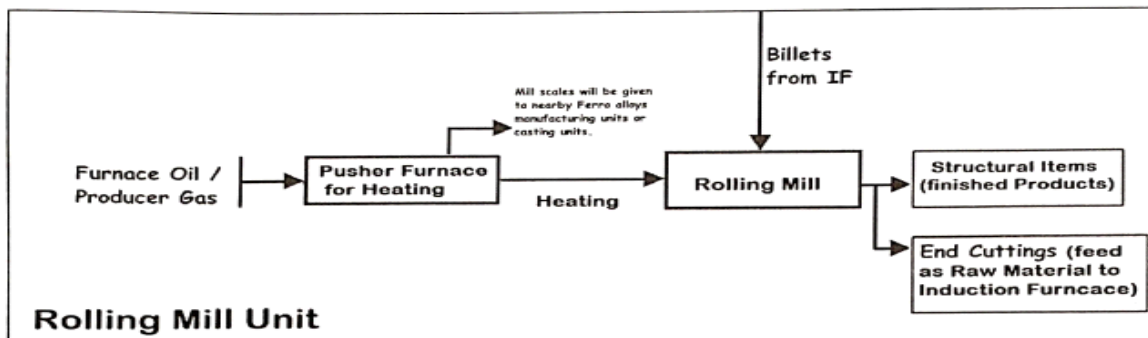 Billets
from IF
Mill scales will be given
to nearby Ferro alloys
manufacturing units or
casting units.
Furnace Oil /
Producer Gas
Pusher Furnace
for Heating
Heating
Rolling Mill
Structural Items
(finished Products)
End Cuttings (feed
as Raw Material to
Induction Furncace)
Rolling Mill Unit